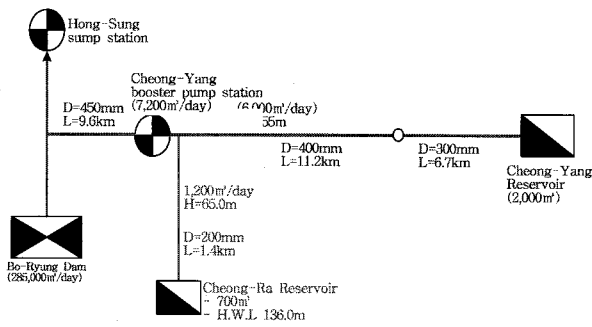 Hong-Sung
sump station
Cheong-Yang
booster pump station
(7,200㎥/day) (6,000㎥/day)
55m
D=450mm
L=9.6km
D=400mm
L=11.2km
D=300mm
L=6.7km
Cheong-Yang
Reservoir
(2,000㎥)
1,200㎥/day
H=65.0m
D=200mm
L=1.4km
Bo-Ryung Dam
(285,000㎥/day)
Cheong-Ra Reservoir
- 700㎥
- H.W.L 136.0m